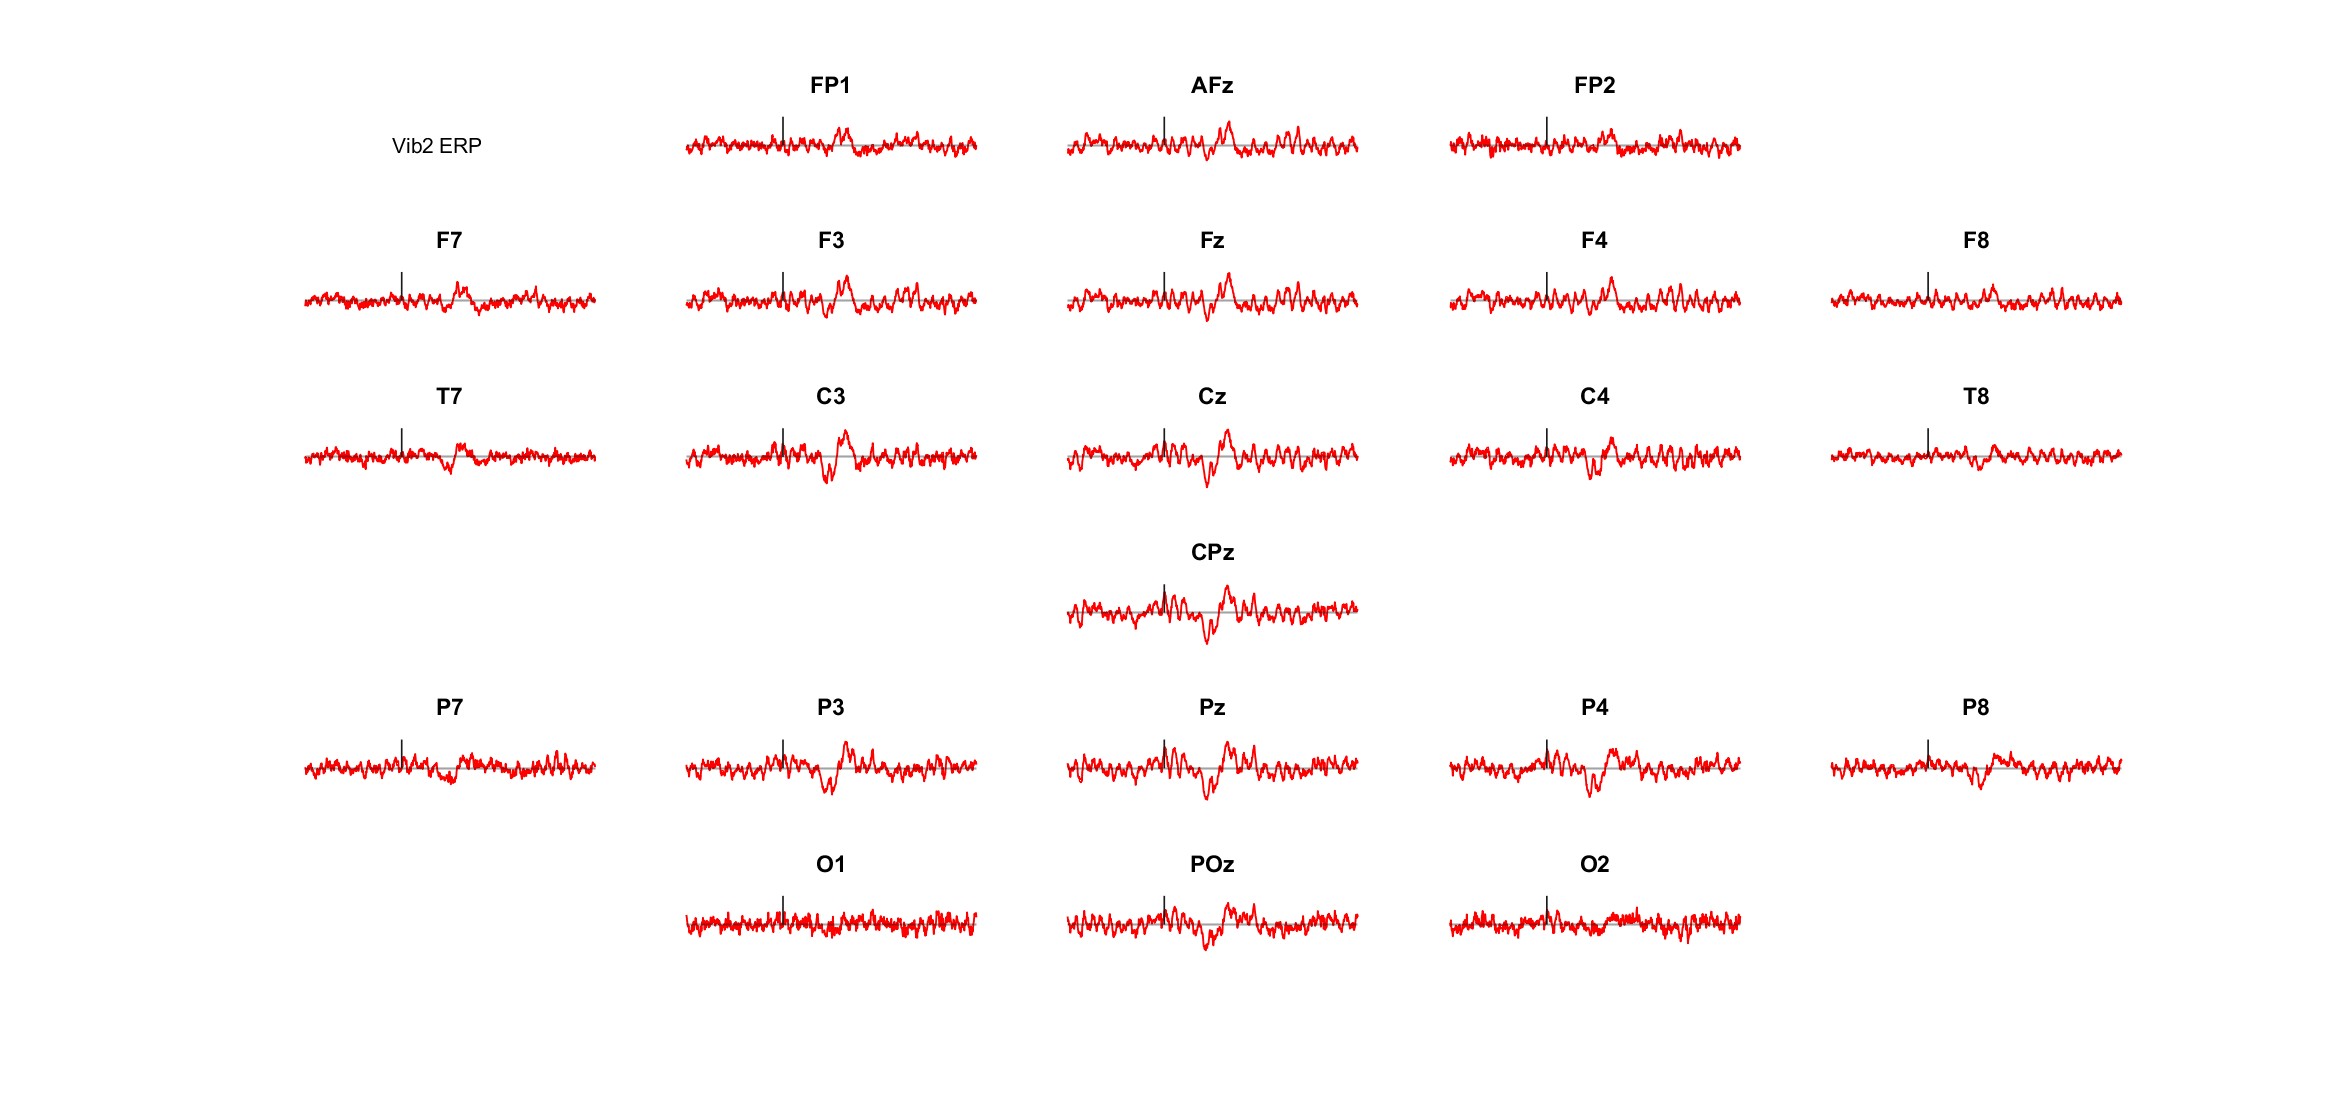 FP1 AFz FP2
Vib2 ERP
F7 F3 Fz F4 F8
T7 C3 Cz C4 T8
CPz
P7 P3 Pz P4 P8
O1 POz O2